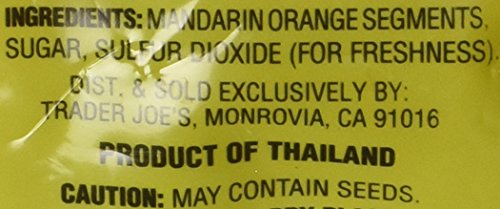 INGREDIENTS: MANDARIN ORANGE SEGMENTS,
SUGAR, SULFUR DIOXIDE (FOR FRESHNESS).
DIST. & SOLD EXCLUSIVELY BY:
TRADER JOE'S, MONROVIA, CA 91016
PRODUCT OF THAILAND
CAUTION: MAY CONTAIN SEEDS.